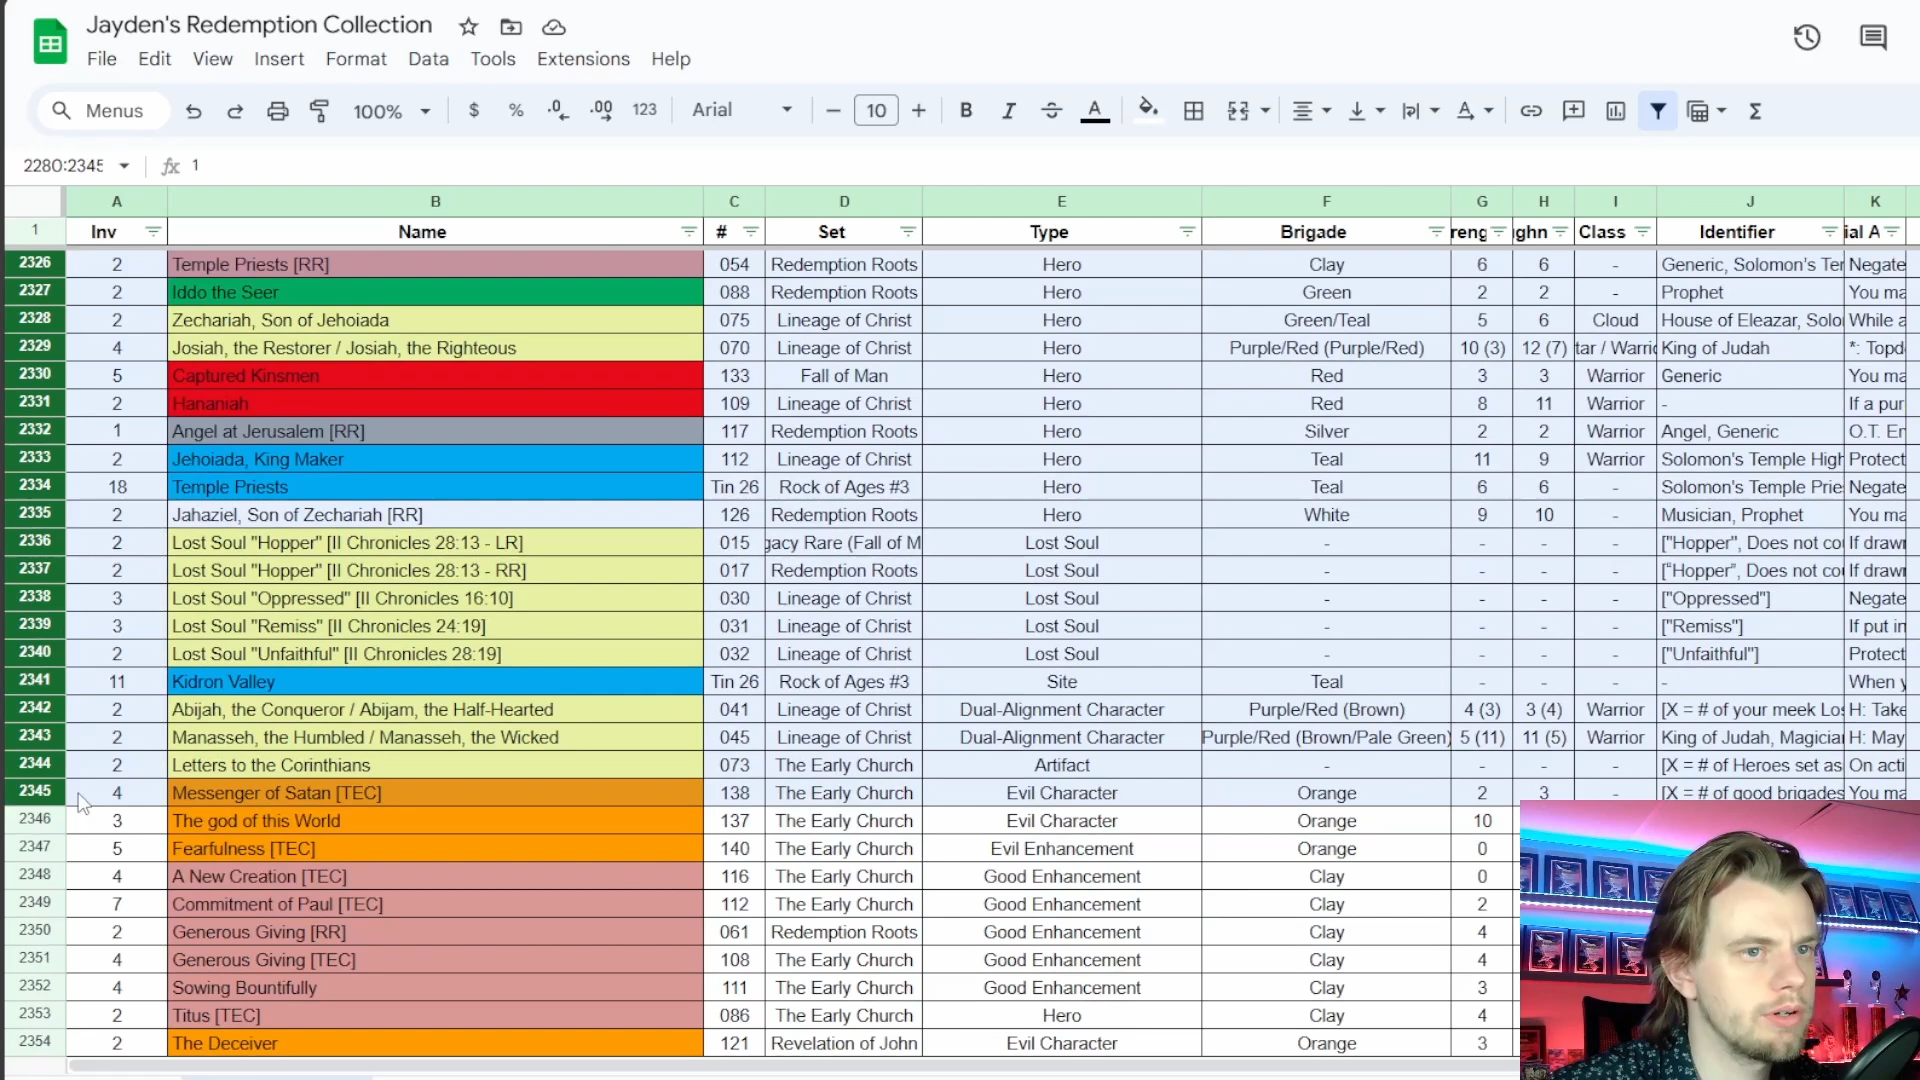 Jayden's Redemption Collection
File Edit View Insert Format Data Tools Extensions Help
Menus 100% $ % .0 .00 123 Arial 10 B I A Σ
2280:2345 fx 1
A B C D E F G H I J K
1 Inv Name # Set Type Brigade reng ughn Class Identifier ial A
2326 2 Temple Priests [RR] 054 Redemption Roots Hero Clay 6 6 - Generic, Solomon's Ter Negate
2327 2 Iddo the Seer 088 Redemption Roots Hero Green 2 2 - Prophet You ma
2328 2 Zechariah, Son of Jehoiada 075 Lineage of Christ Hero Green/Teal 5 6 Cloud House of Eleazar, Solo While a
2329 4 Josiah, the Restorer / Josiah, the Righteous 070 Lineage of Christ Hero Purple/Red (Purple/Red) 10 (3) 12 (7) tar / Warric King of Judah *: Topd
2330 5 Captured Kinsmen 133 Fall of Man Hero Red 3 3 Warrior Generic You ma
2331 2 Hananiah 109 Lineage of Christ Hero Red 8 11 Warrior - If a pur
2332 1 Angel at Jerusalem [RR] 117 Redemption Roots Hero Silver 2 2 Warrior Angel, Generic O.T. En
2333 2 Jehoiada, King Maker 112 Lineage of Christ Hero Teal 11 9 Warrior Solomon's Temple High Protect
2334 18 Temple Priests Tin 26 Rock of Ages #3 Hero Teal 6 6 - Solomon's Temple Prie Negate
2335 2 Jahaziel, Son of Zechariah [RR] 126 Redemption Roots Hero White 9 10 - Musician, Prophet You ma
2336 2 Lost Soul "Hopper" [II Chronicles 28:13 - LR] 015 gacy Rare (Fall of M Lost Soul - - - - ["Hopper", Does not cou If drawn
2337 2 Lost Soul "Hopper" [II Chronicles 28:13 - RR] 017 Redemption Roots Lost Soul - - - - ["Hopper", Does not cou If drawn
2338 3 Lost Soul "Oppressed" [II Chronicles 16:10] 030 Lineage of Christ Lost Soul - - - - ["Oppressed"] Negate
2339 3 Lost Soul "Remiss" [II Chronicles 24:19] 031 Lineage of Christ Lost Soul - - - - ["Remiss"] If put in
2340 2 Lost Soul "Unfaithful" [II Chronicles 28:19] 032 Lineage of Christ Lost Soul - - - - ["Unfaithful"] Protect
2341 11 Kidron Valley Tin 26 Rock of Ages #3 Site Teal - - - - When y
2342 2 Abijah, the Conqueror / Abijam, the Half-Hearted 041 Lineage of Christ Dual-Alignment Character Purple/Red (Brown) 4 (3) 3 (4) Warrior [X = # of your meek Los H: Take
2343 2 Manasseh, the Humbled / Manasseh, the Wicked 045 Lineage of Christ Dual-Alignment Character Purple/Red (Brown/Pale Green) 5 (11) 11 (5) Warrior King of Judah, Magicia H: May
2344 2 Letters to the Corinthians 073 The Early Church Artifact - - - - [X = # of Heroes set as On acti
2345 4 Messenger of Satan [TEC] 138 The Early Church Evil Character Orange 2 3 - [X = # of good brigades You ma
2346 3 The god of this World 137 The Early Church Evil Character Orange 10
2347 5 Fearfulness [TEC] 140 The Early Church Evil Enhancement Orange 0
2348 4 A New Creation [TEC] 116 The Early Church Good Enhancement Clay 0
2349 7 Commitment of Paul [TEC] 112 The Early Church Good Enhancement Clay 2
2350 2 Generous Giving [RR] 061 Redemption Roots Good Enhancement Clay 4
2351 4 Generous Giving [TEC] 108 The Early Church Good Enhancement Clay 4
2352 4 Sowing Bountifully 111 The Early Church Good Enhancement Clay 3
2353 2 Titus [TEC] 086 The Early Church Hero Clay 4
2354 2 The Deceiver 121 Revelation of John Evil Character Orange 3